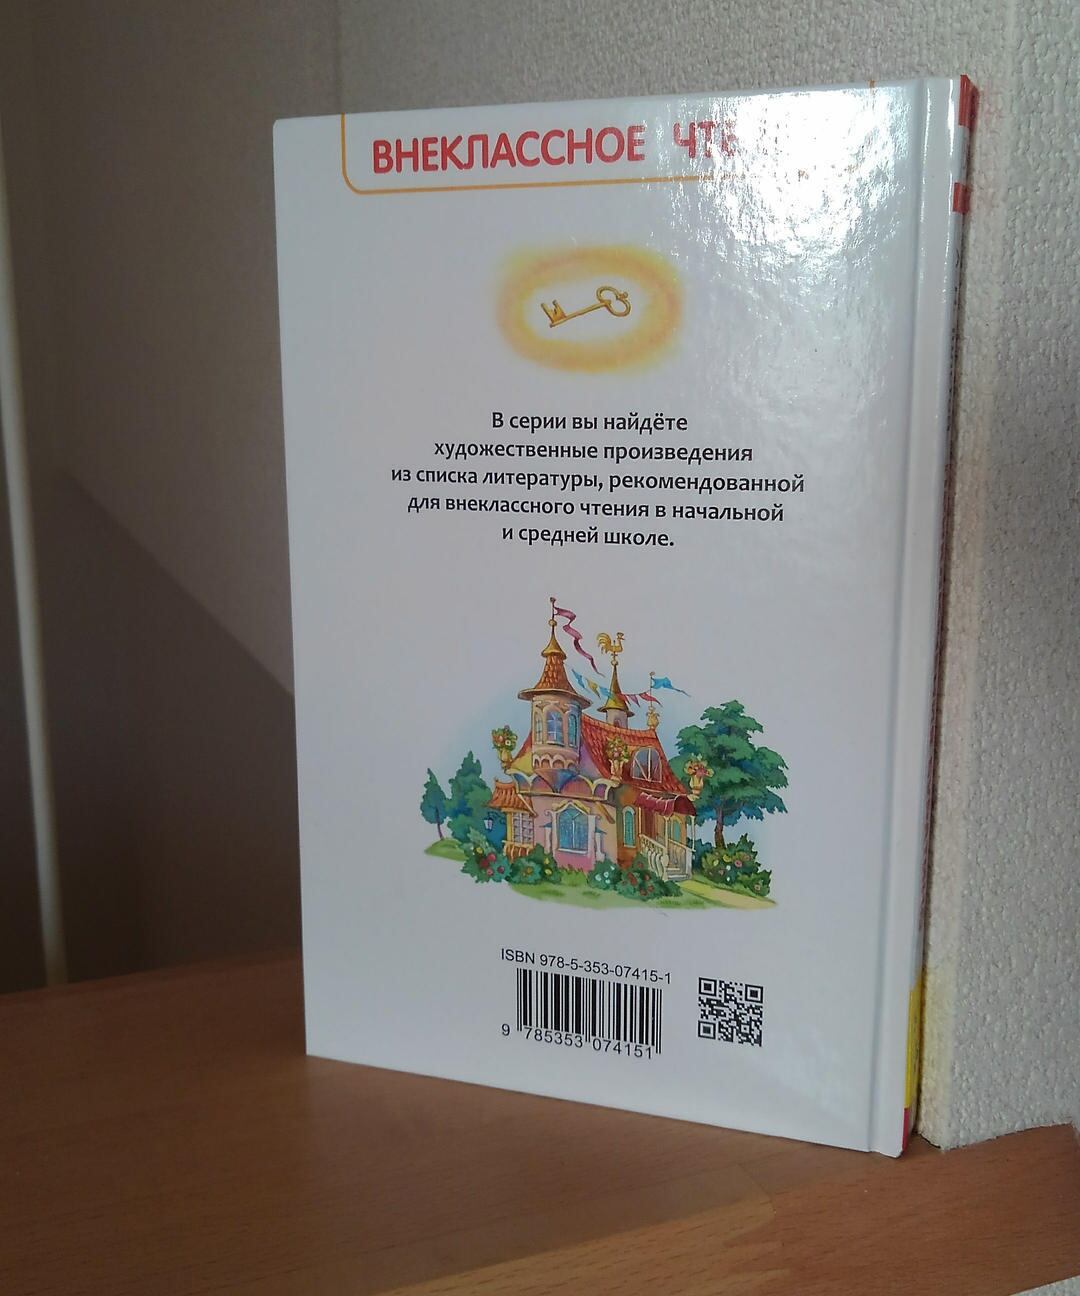 ВНЕКЛАССНОЕ
В серии вы найдёте
художественные произведения
из списка литературы, рекомендованной
для внеклассного чтения в начальной
и средней школе.
ISBN 978-5-353-07415-1
9 785353 074151